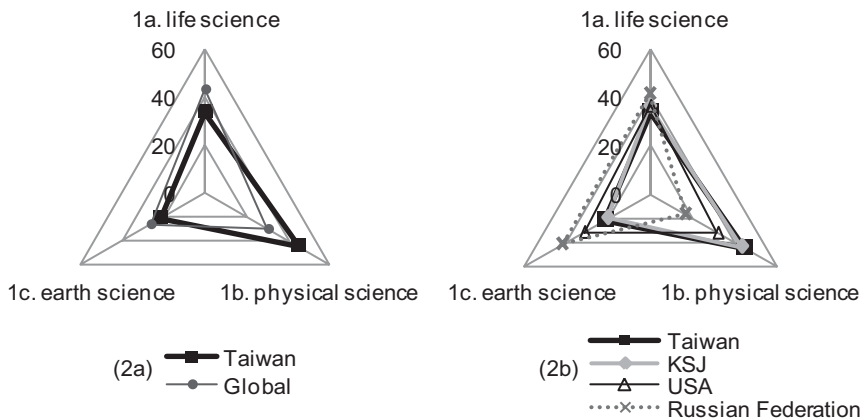 1a. life science
60
40
20
0
1c. earth science
1b. physical science
(2a)
Taiwan
Global
1a. life science
60
40
20
0
1c. earth science
1b. physical science
(2b)
Taiwan
KSJ
USA
Russian Federation